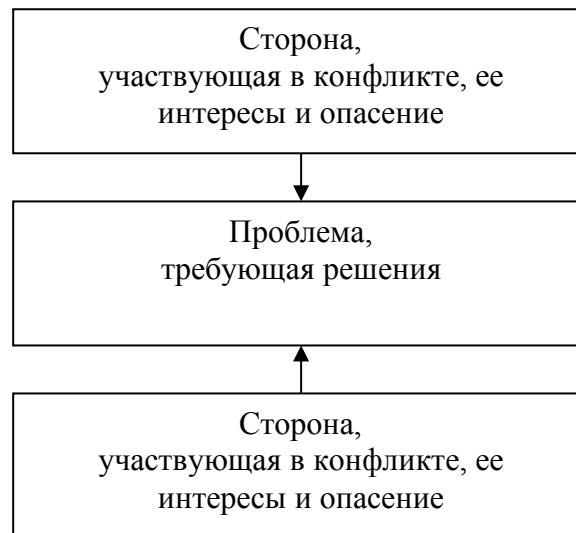 Сторона,
участвующая в конфликте, ее
интересы и опасение
Проблема,
требующая решения
Сторона,
участвующая в конфликте, ее
интересы и опасение